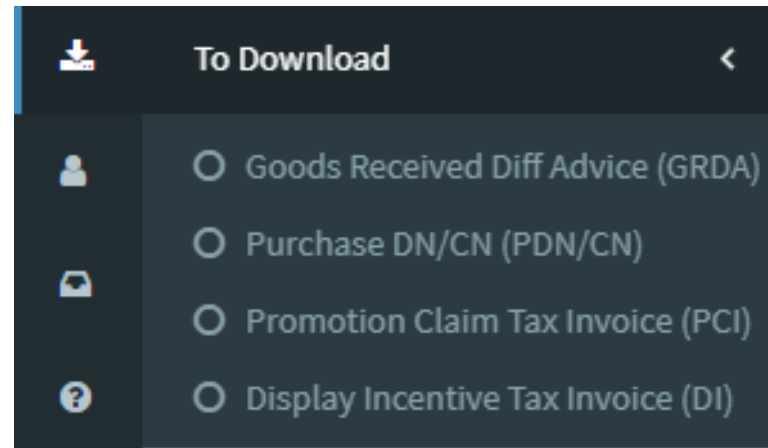 To Download
Goods Received Diff Advice (GRDA)
Purchase DN/CN (PDN/CN)
Promotion Claim Tax Invoice (PCI)
Display Incentive Tax Invoice (DI)